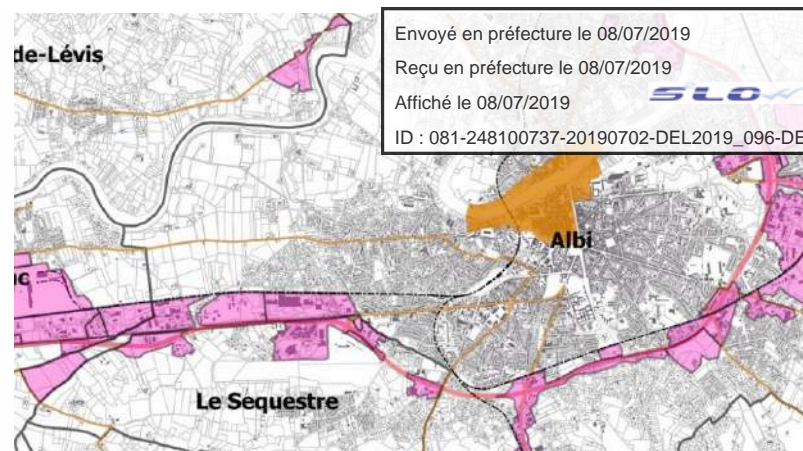 de-Lévis
Envoyé en préfecture le 08/07/2019
Reçu en préfecture le 08/07/2019
Affiché le 08/07/2019
SLO
ID : 081-248100737-20190702-DEL2019_096-DE
Albi
Le Sequestre